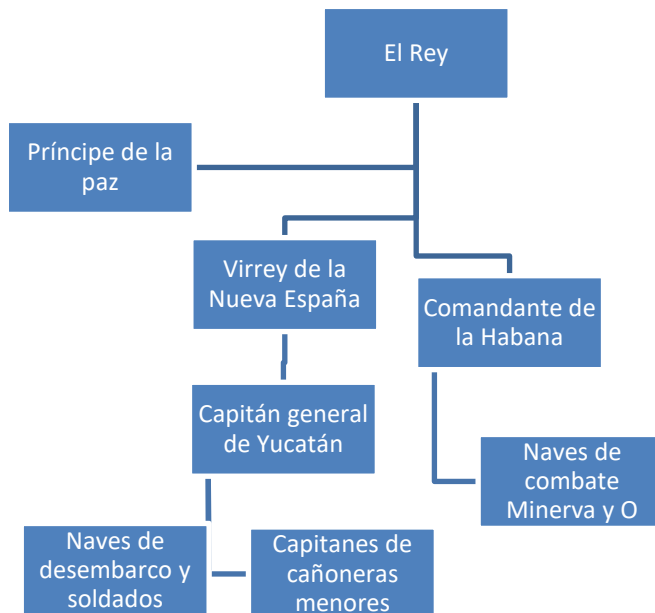 El Rey
Príncipe de la
paz
Virrey de la
Nueva España
Comandante de
la Habana
Capitán general
de Yucatán
Naves de
combate
Minerva y O
Naves de
desembarco y
soldados
Capitanes de
cañoneras
menores